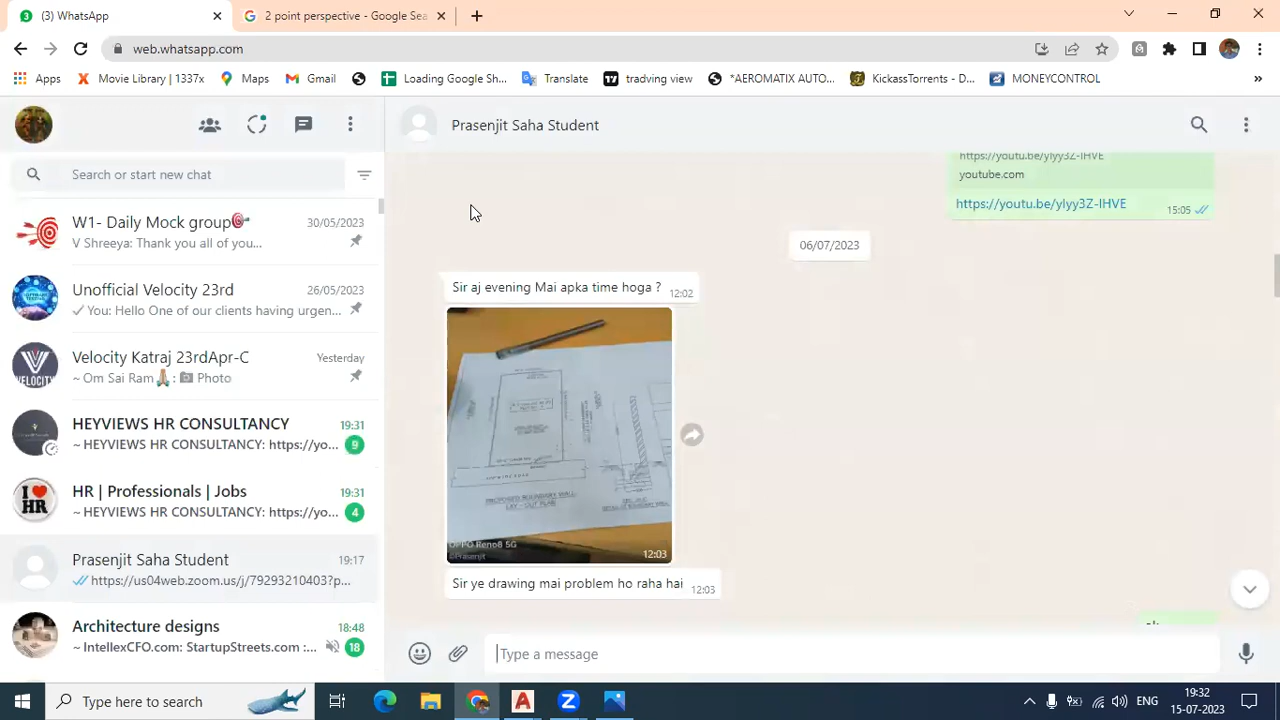 (3) WhatsApp
2 point perspective - Google Sea
web.whatsapp.com
Apps
Movie Library | 1337x
Maps
Gmail
Loading Google Sh...
Translate
tradving view
*AEROMATIX AUTO...
KickassTorrents - D...
MONEYCONTROL
»
Prasenjit Saha Student
Search or start new chat
W1- Daily Mock group🎯
30/05/2023
V Shreeya: Thank you all of you...
Unofficial Velocity 23rd
26/05/2023
You: Hello One of our clients having urgen...
Velocity Katraj 23rdApr-C
Yesterday
~ Om Sai Ram🙏: Photo
HEYVIEWS HR CONSULTANCY
19:31
~ HEYVIEWS HR CONSULTANCY: https://yo...
9
HR | Professionals | Jobs
19:31
~ HEYVIEWS HR CONSULTANCY: https://yo...
4
Prasenjit Saha Student
19:17
https://us04web.zoom.us/j/79293210403?p...
Architecture designs
18:48
~ IntellexCFO.com: StartupStreets.com :...
18
https://youtu.be/ylyy3Z-IHVE
youtube.com
https://youtu.be/ylyy3Z-IHVE
15:05
06/07/2023
Sir aj evening Mai apka time hoga ?
12:02
PROPOSED BOUNDARY WALL
LAY-OUT PLAN
OPPO Reno8 5G
©Prasenjit
12:03
Sir ye drawing mai problem ho raha hai
12:03
Type a message
Type here to search
ENG
19:32
15-07-2023